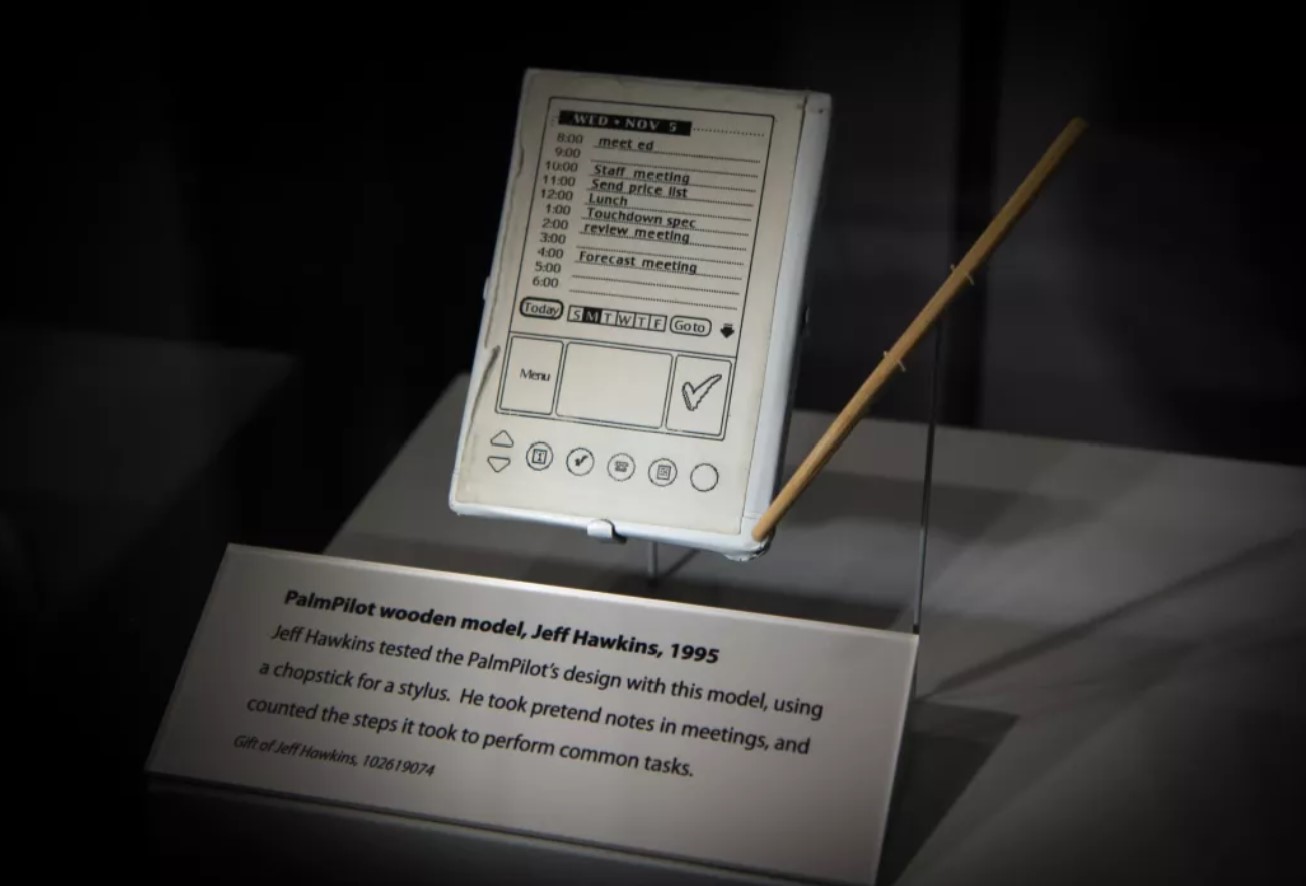 WED • NOV 5
8:00 meet ed
9:00
10:00 Staff meeting
11:00 Send price list
12:00 Lunch
1:00 Touchdown spec
2:00 review meeting
3:00
4:00 Forecast meeting
5:00
6:00
Today S M T W T F Go to
Menu
PalmPilot wooden model, Jeff Hawkins, 1995
Jeff Hawkins tested the PalmPilot's design with this model, using
a chopstick for a stylus. He took pretend notes in meetings, and
counted the steps it took to perform common tasks.
Gift of Jeff Hawkins, 102619074